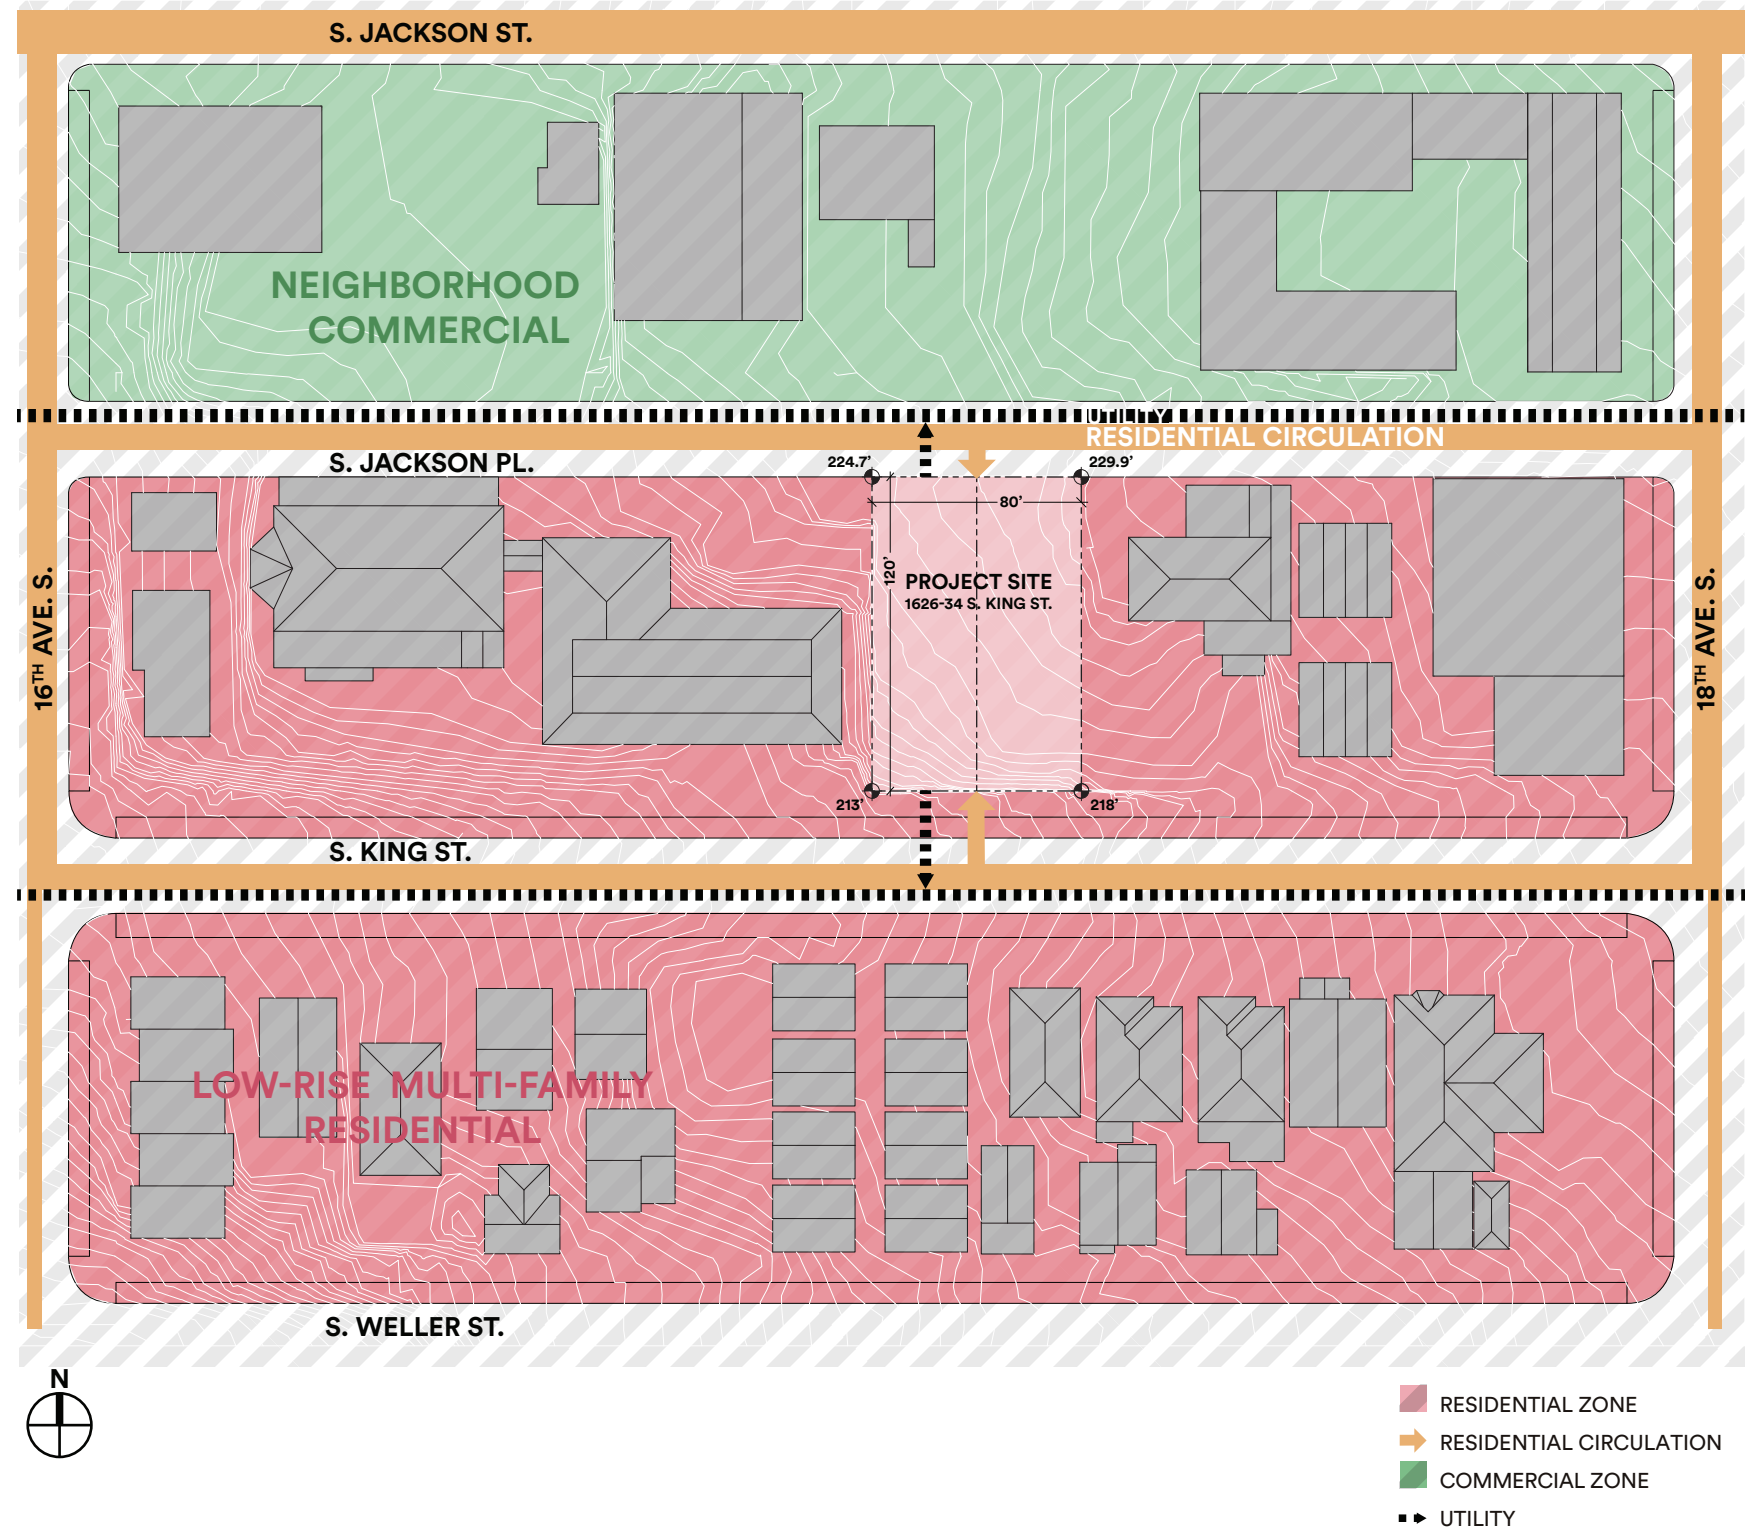 S. JACKSON ST.
NEIGHBORHOOD
COMMERCIAL
UTILITY
RESIDENTIAL CIRCULATION
S. JACKSON PL.
224.7'
229.9'
80'
120'
PROJECT SITE
1626-34 S. KING ST.
16TH AVE. S.
18TH AVE. S.
213'
218'
S. KING ST.
LOW-RISE MULTI-FAMILY
RESIDENTIAL
S. WELLER ST.
N
RESIDENTIAL ZONE
RESIDENTIAL CIRCULATION
COMMERCIAL ZONE
UTILITY